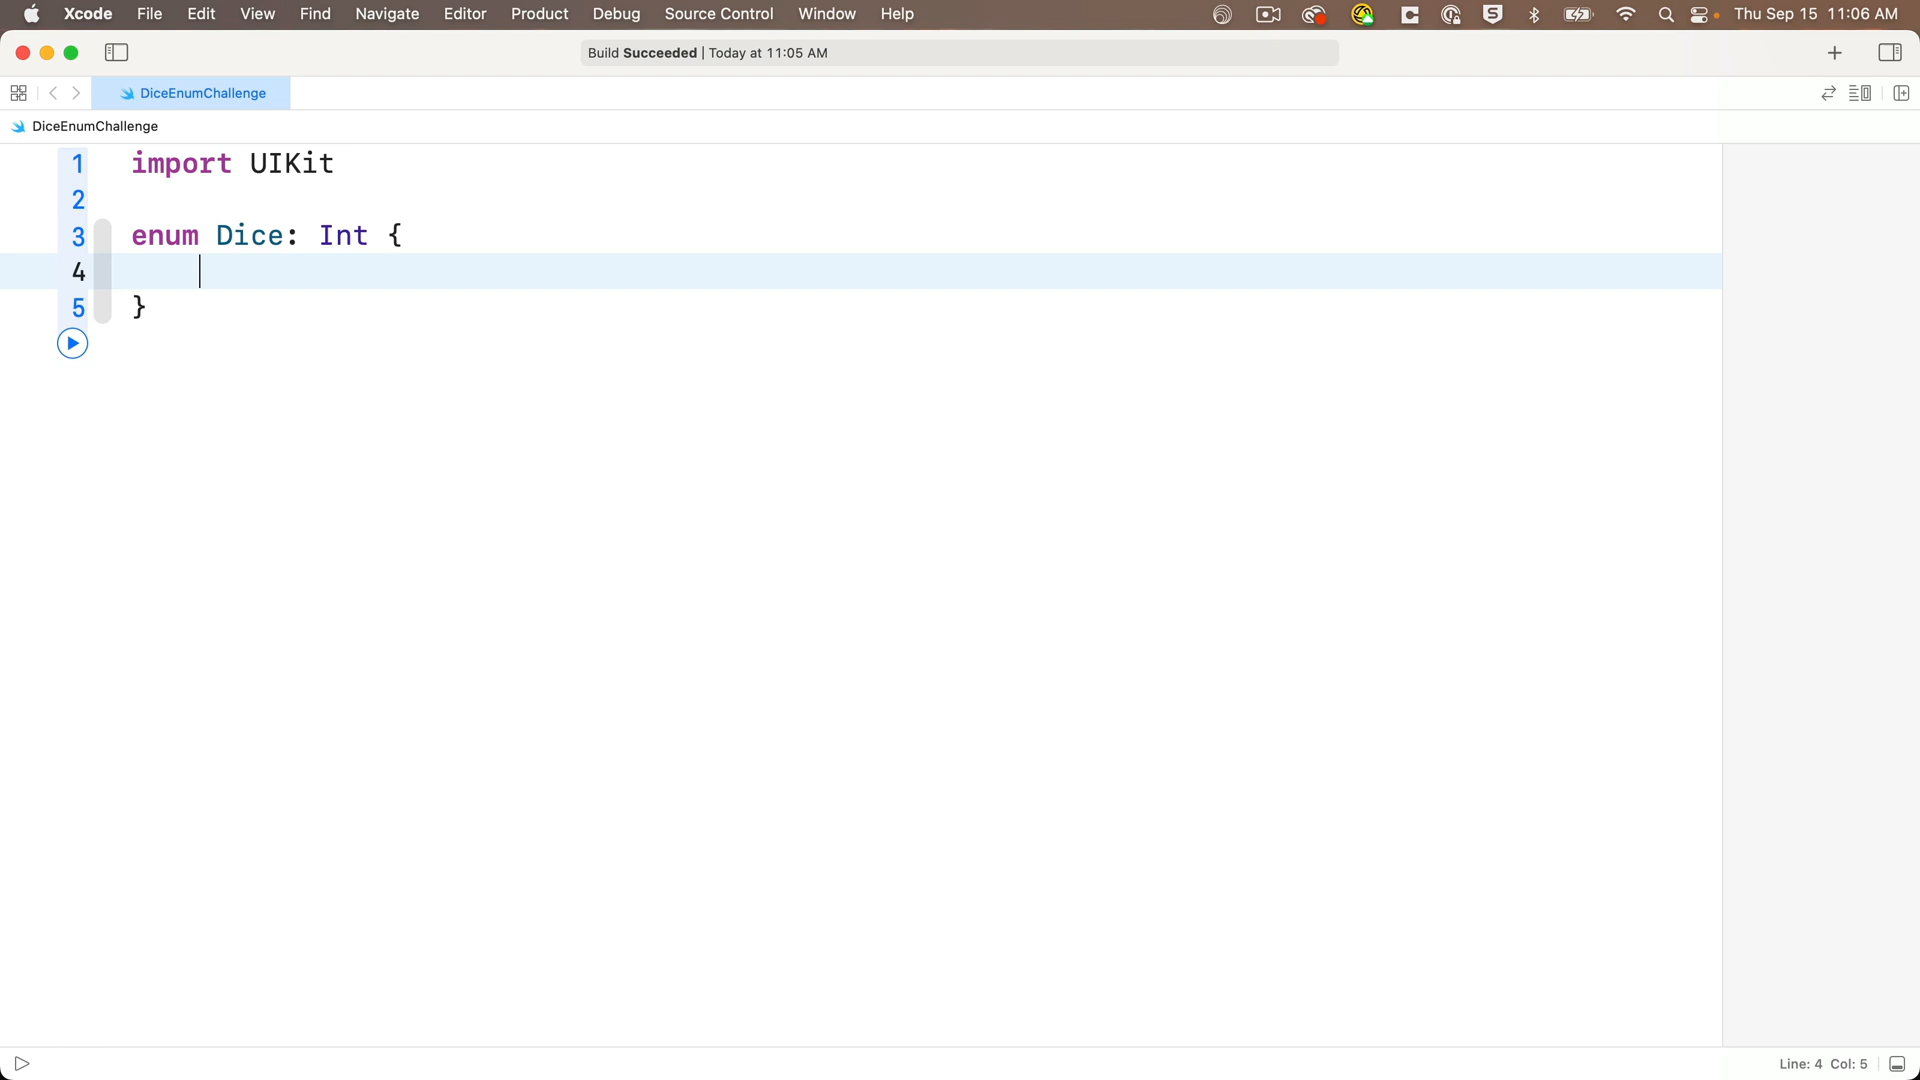 Xcode File Edit View Find Navigate Editor Product Debug Source Control Window Help Thu Sep 15 11:06 AM
Build Succeeded | Today at 11:05 AM
DiceEnumChallenge
DiceEnumChallenge
1 import UIKit
2
3 enum Dice: Int {
4
5 }
Line: 4 Col: 5